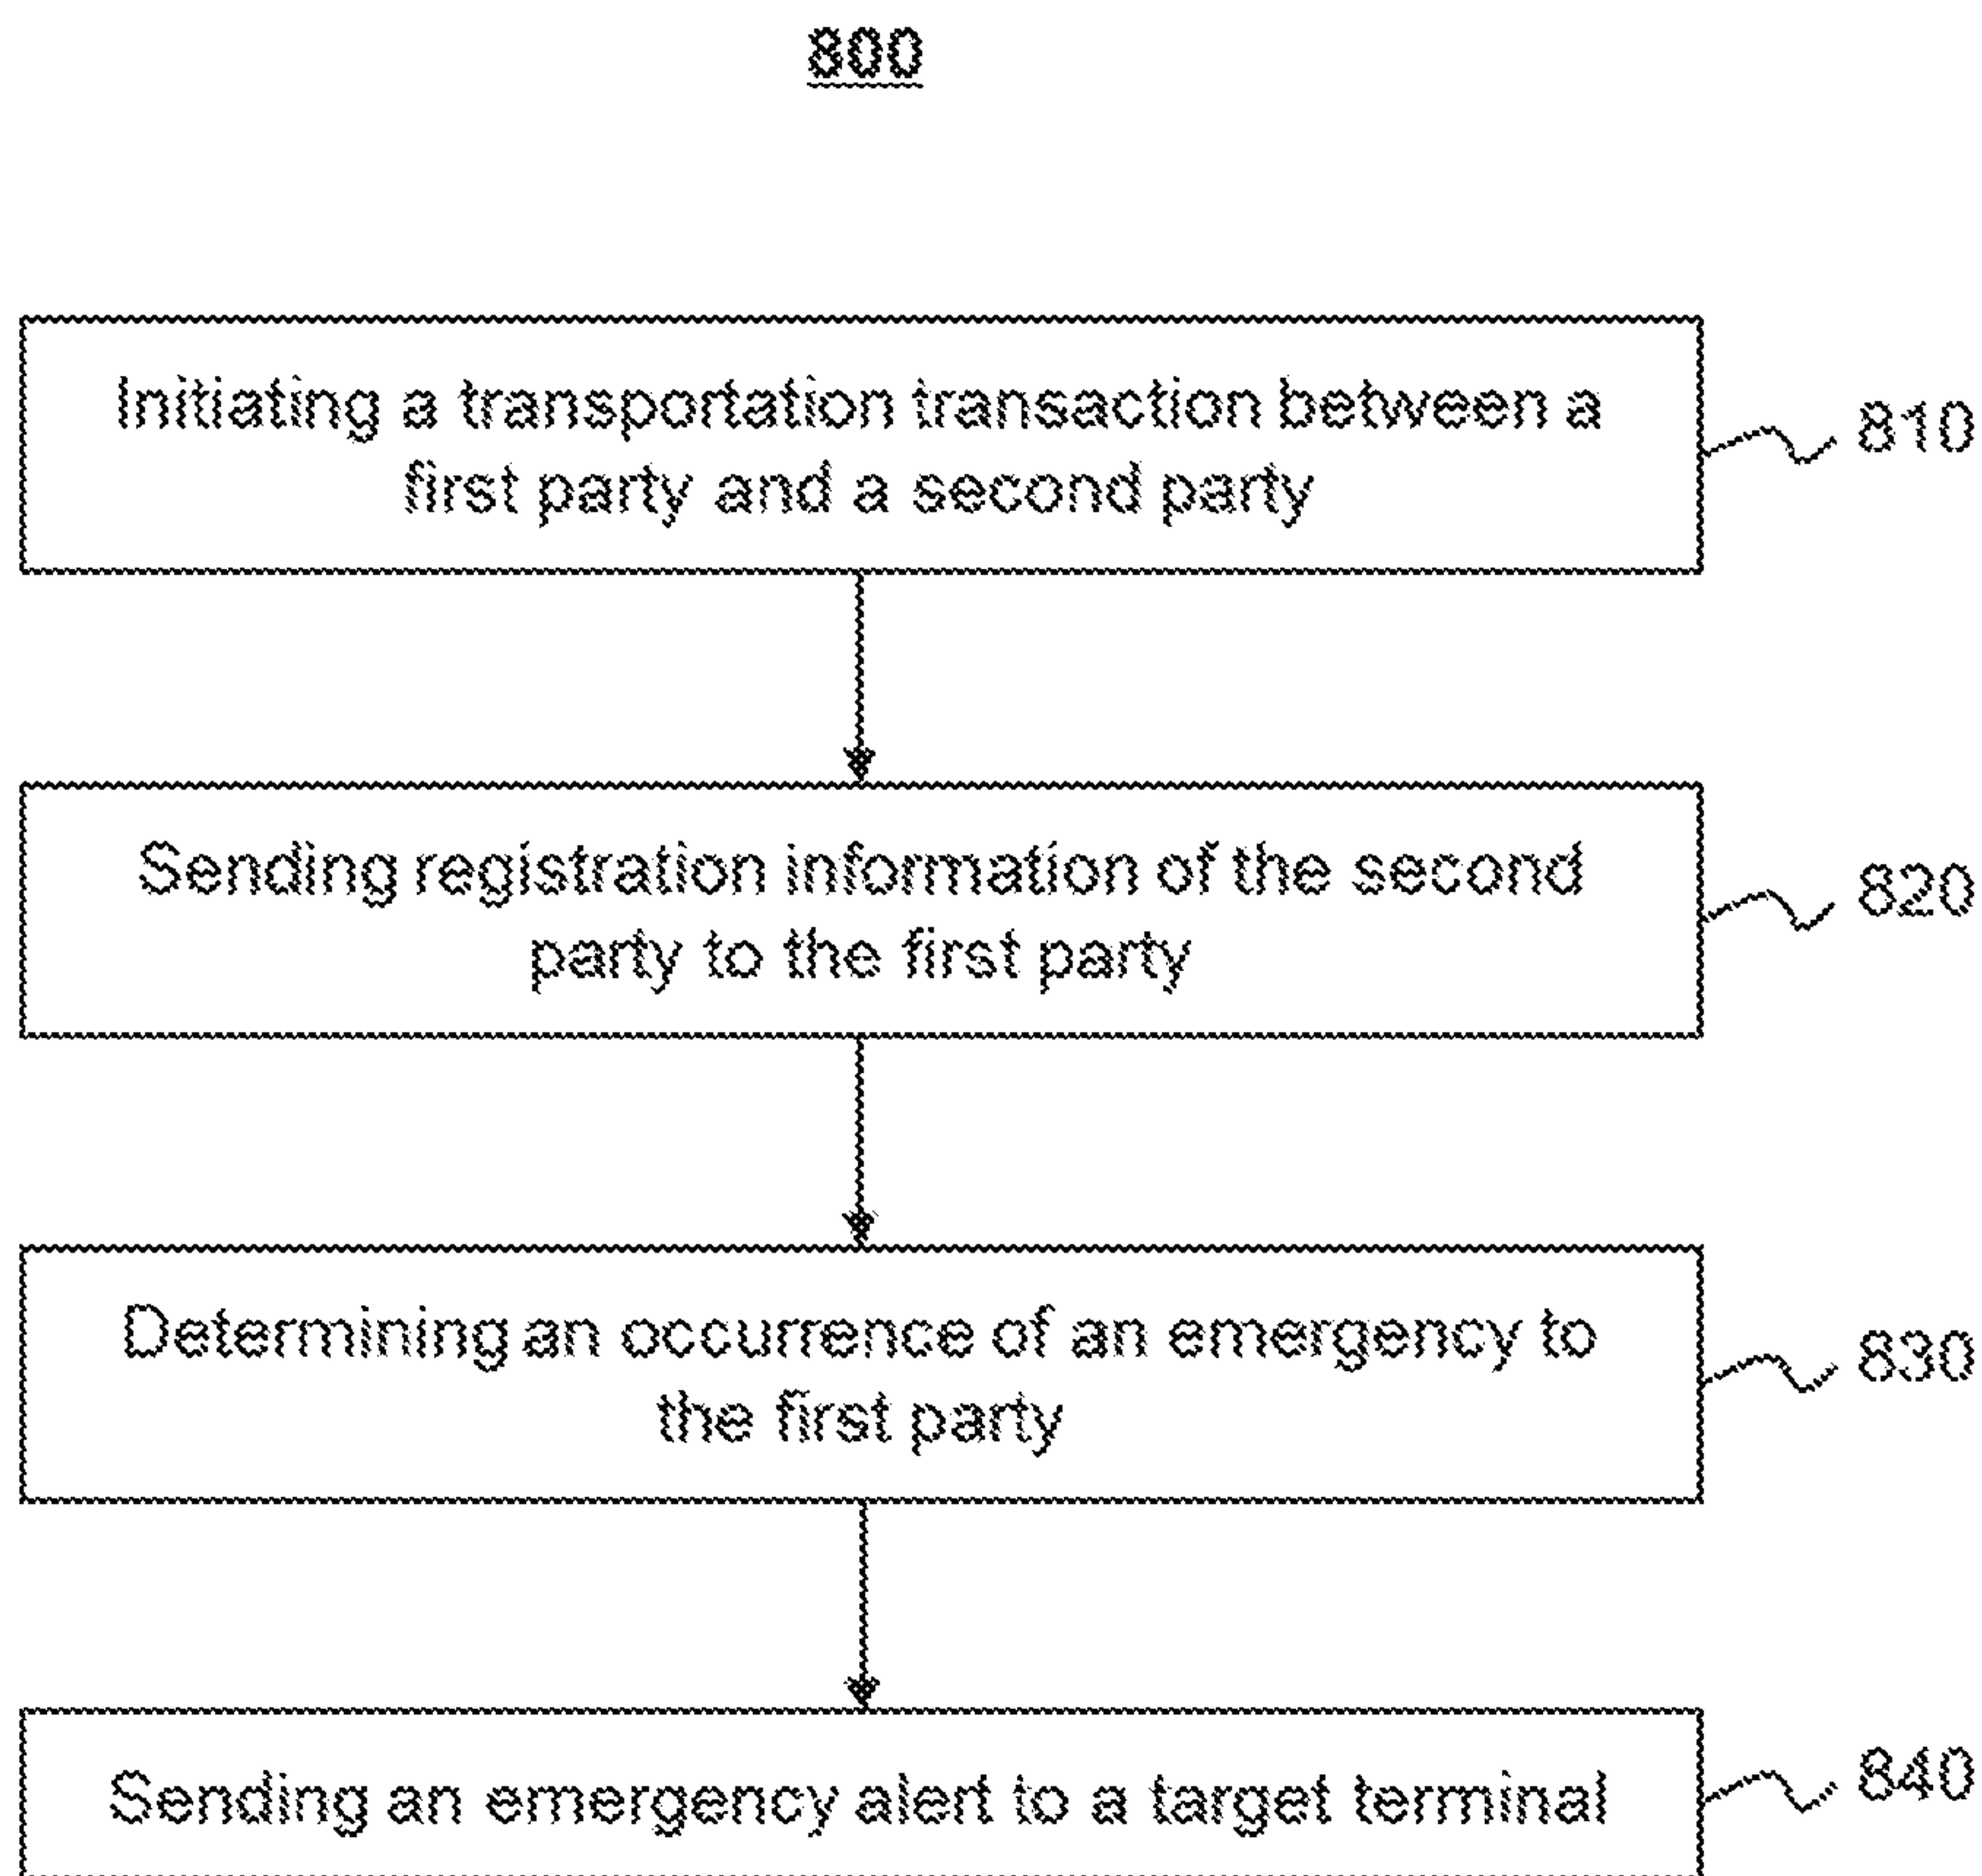 800
Initiating a transportation transaction between a
first party and a second party
810
Sending registration information of the second
party to the first party
820
Determining an occurrence of an emergency to
the first party
830
Sending an emergency alert to a target terminal
840